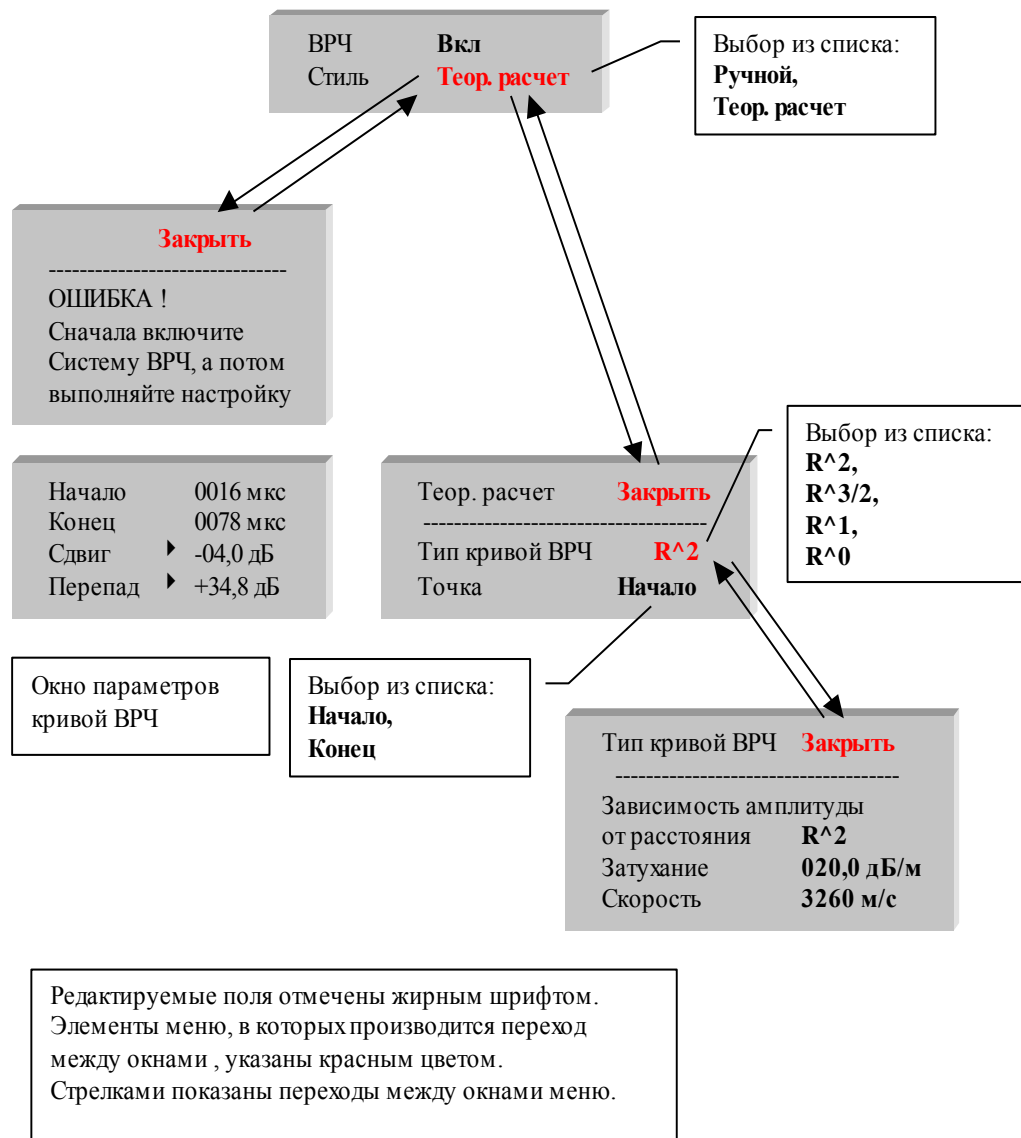 ВРЧ Вкл
Стиль Теор. расчет
Выбор из списка:
Ручной,
Теор. расчет
Закрыть
-------------------------------
ОШИБКА !
Сначала включите
Систему ВРЧ, а потом
выполняйте настройку
Начало 0016 мкс
Конец 0078 мкс
Сдвиг -04,0 дБ
Перепад +34,8 дБ
Теор. расчет Закрыть
-------------------------------------
Тип кривой ВРЧ R^2
Точка Начало
Выбор из списка:
R^2,
R^3/2,
R^1,
R^0
Окно параметров
кривой ВРЧ
Выбор из списка:
Начало,
Конец
Тип кривой ВРЧ Закрыть
-------------------------------------
Зависимость амплитуды
от расстояния R^2
Затухание 020,0 дБ/м
Скорость 3260 м/с
Редактируемые поля отмечены жирным шрифтом.
Элементы меню, в которых производится переход
между окнами , указаны красным цветом.
Стрелками показаны переходы между окнами меню.